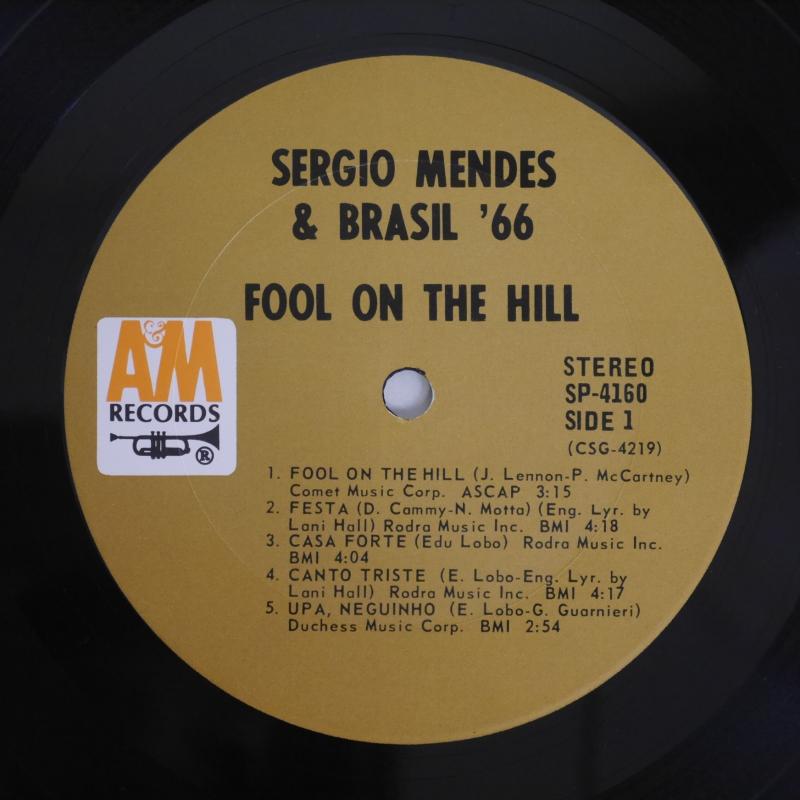 SERGIO MENDES
& BRASIL '66
FOOL ON THE HILL
A&M
RECORDS
®
STEREO
SP-4160
SIDE 1
(CSG-4219)
1. FOOL ON THE HILL (J. Lennon-P. McCartney)
Comet Music Corp. ASCAP 3:15
2. FESTA (D. Cammy-N. Motta) (Eng. Lyr. by
Lani Hall) Rodra Music Inc. BMI 4:18
3. CASA FORTE (Edu Lobo) Rodra Music Inc.
BMI 4:04
4. CANTO TRISTE (E. Lobo-Eng. Lyr. by
Lani Hall) Rodra Music Inc. BMI 4:17
5. UPA, NEGUINHO (E. Lobo-G. Guarnieri)
Duchess Music Corp. BMI 2:54